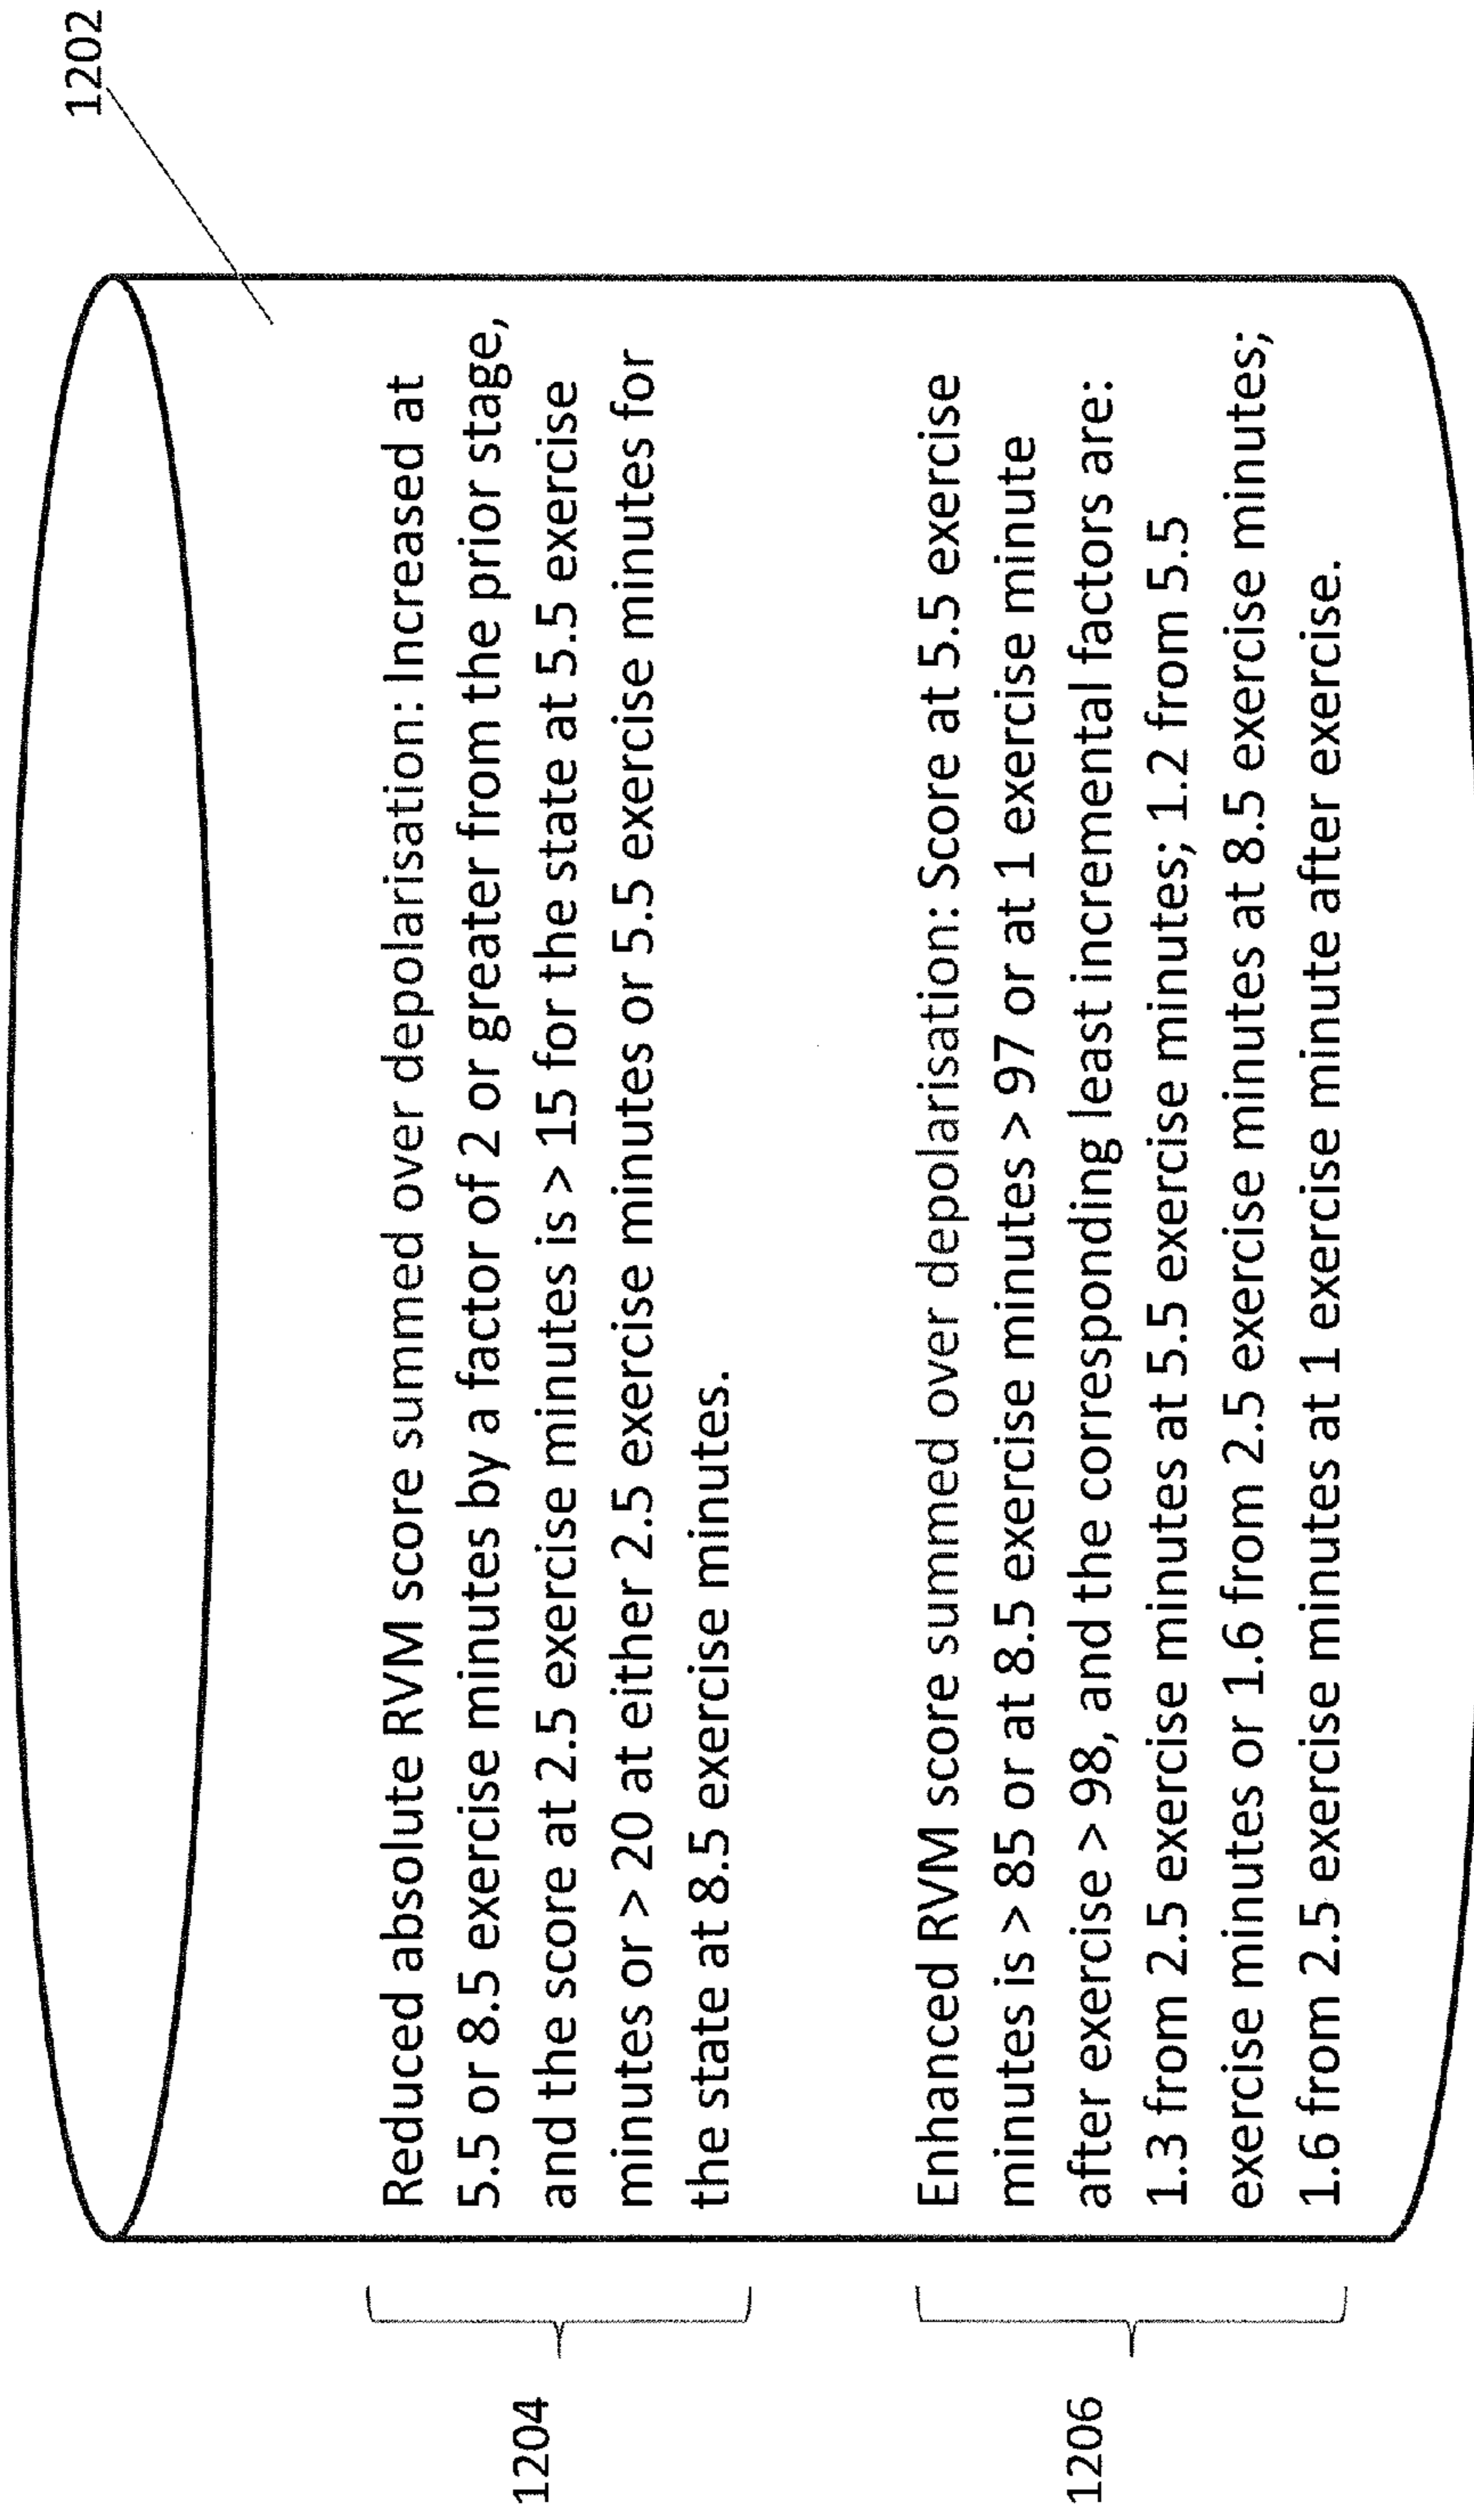 1202
1204
Reduced absolute RVM score summed over depolarisation: Increased at
5.5 or 8.5 exercise minutes by a factor of 2 or greater from the prior stage,
and the score at 2.5 exercise minutes is > 15 for the state at 5.5 exercise
minutes or > 20 at either 2.5 exercise minutes or 5.5 exercise minutes for
the state at 8.5 exercise minutes.
1206
Enhanced RVM score summed over depolarisation: Score at 5.5 exercise
minutes is > 85 or at 8.5 exercise minutes > 97 or at 1 exercise minute
after exercise > 98, and the corresponding least incremental factors are:
1.3 from 2.5 exercise minutes at 5.5 exercise minutes; 1.2 from 5.5
exercise minutes or 1.6 from 2.5 exercise minutes at 8.5 exercise minutes;
1.6 from 2.5 exercise minutes at 1 exercise minute after exercise.